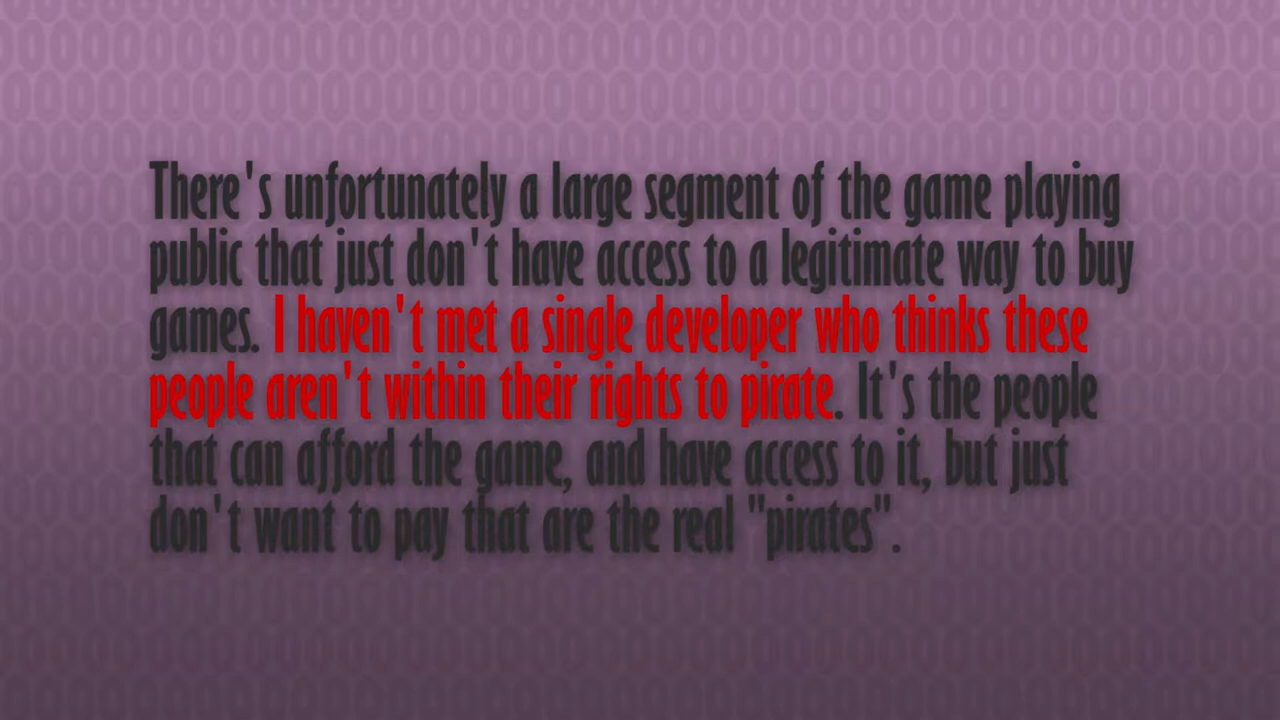 There's unfortunately a large segment of the game playing
public that just don't have access to a legitimate way to buy
games. I haven't met a single developer who thinks these
people aren't within their rights to pirate. It's the people
that can afford the game, and have access to it, but just
don't want to pay that are the real "pirates".